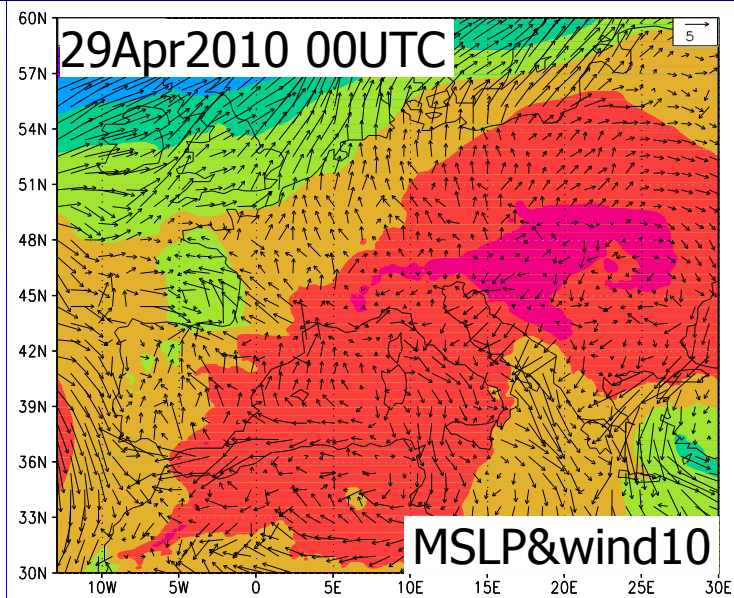 60N
29Apr2010 00UTC
5
57N
54N
51N
48N
45N
42N
39N
36N
33N
MSLP&wind10
30N
10W 5W 0 5E 10E 15E 20E 25E 30E